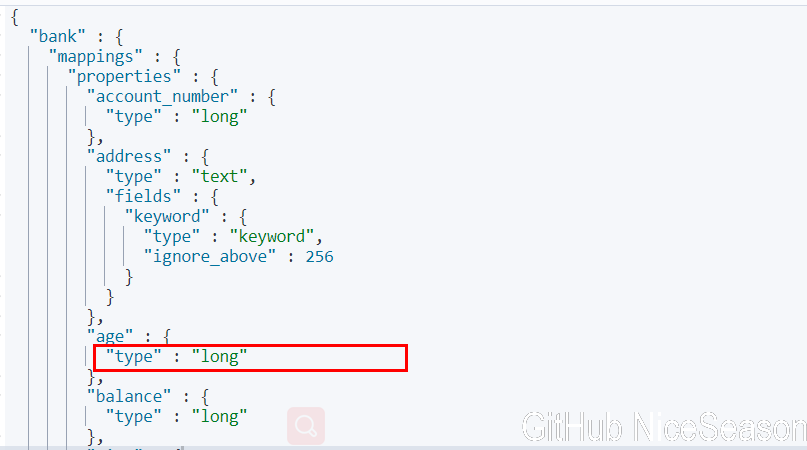 {
  "bank" : {
    "mappings" : {
      "properties" : {
        "account_number" : {
          "type" : "long"
        },
        "address" : {
          "type" : "text",
          "fields" : {
            "keyword" : {
              "type" : "keyword",
              "ignore_above" : 256
            }
          }
        },
        "age" : {
          "type" : "long"
        },
        "balance" : {
          "type" : "long"
        },
GitHub NiceSeason